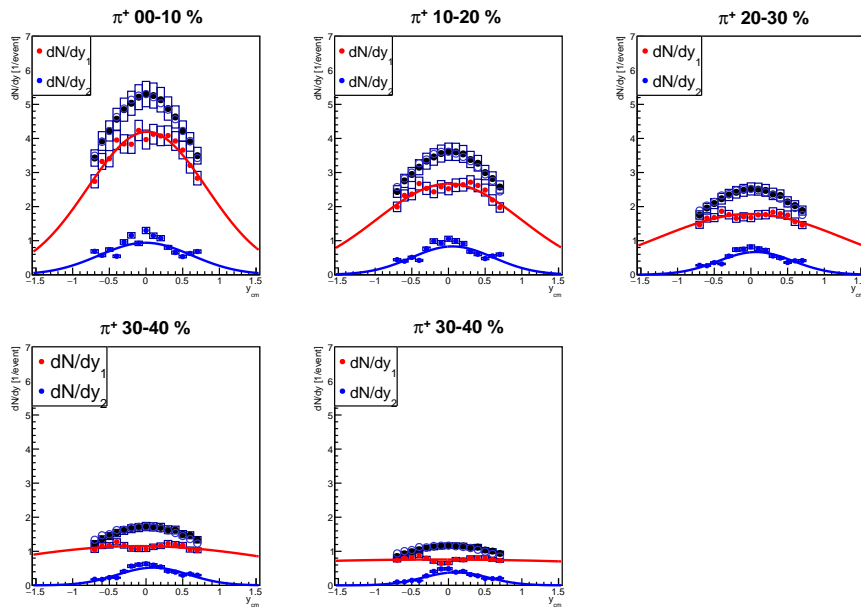 π⁺ 00-10 %
dN/dy [1/event]
dN/dy₁
dN/dy₂
7
6
5
4
3
2
1
0
−1.5 −1 −0.5 0 0.5 1 1.5
y_cm
π⁺ 10-20 %
dN/dy [1/event]
dN/dy₁
dN/dy₂
7
6
5
4
3
2
1
0
−1.5 −1 −0.5 0 0.5 1 1.5
y_cm
π⁺ 20-30 %
dN/dy [1/event]
dN/dy₁
dN/dy₂
7
6
5
4
3
2
1
0
−1.5 −1 −0.5 0 0.5 1 1.5
y_cm
π⁺ 30-40 %
dN/dy [1/event]
dN/dy₁
dN/dy₂
7
6
5
4
3
2
1
0
−1.5 −1 −0.5 0 0.5 1 1.5
y_cm
π⁺ 30-40 %
dN/dy [1/event]
dN/dy₁
dN/dy₂
7
6
5
4
3
2
1
0
−1.5 −1 −0.5 0 0.5 1 1.5
y_cm